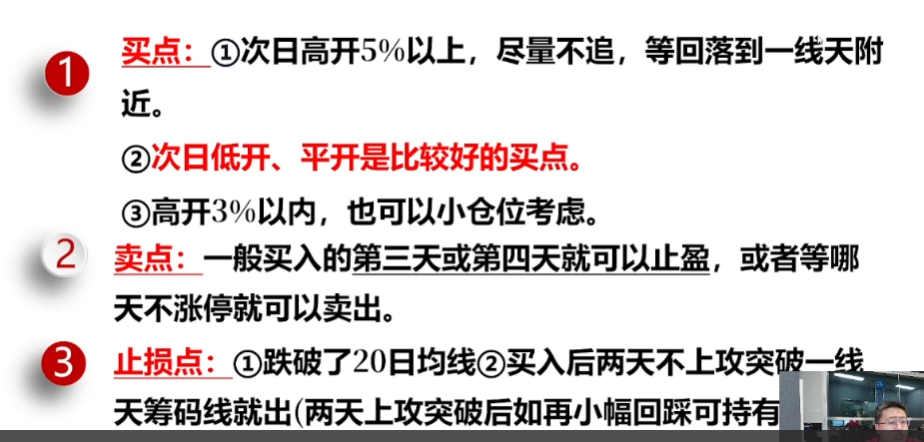 1 买点：①次日高开5%以上，尽量不追，等回落到一线天附
近。
②次日低开、平开是比较好的买点。
③高开3%以内，也可以小仓位考虑。
2 卖点：一般买入的第三天或第四天就可以止盈，或者等哪
天不涨停就可以卖出。
3 止损点：①跌破了20日均线②买入后两天不上攻突破一线
天筹码线就出(两天上攻突破后如再小幅回踩可持有